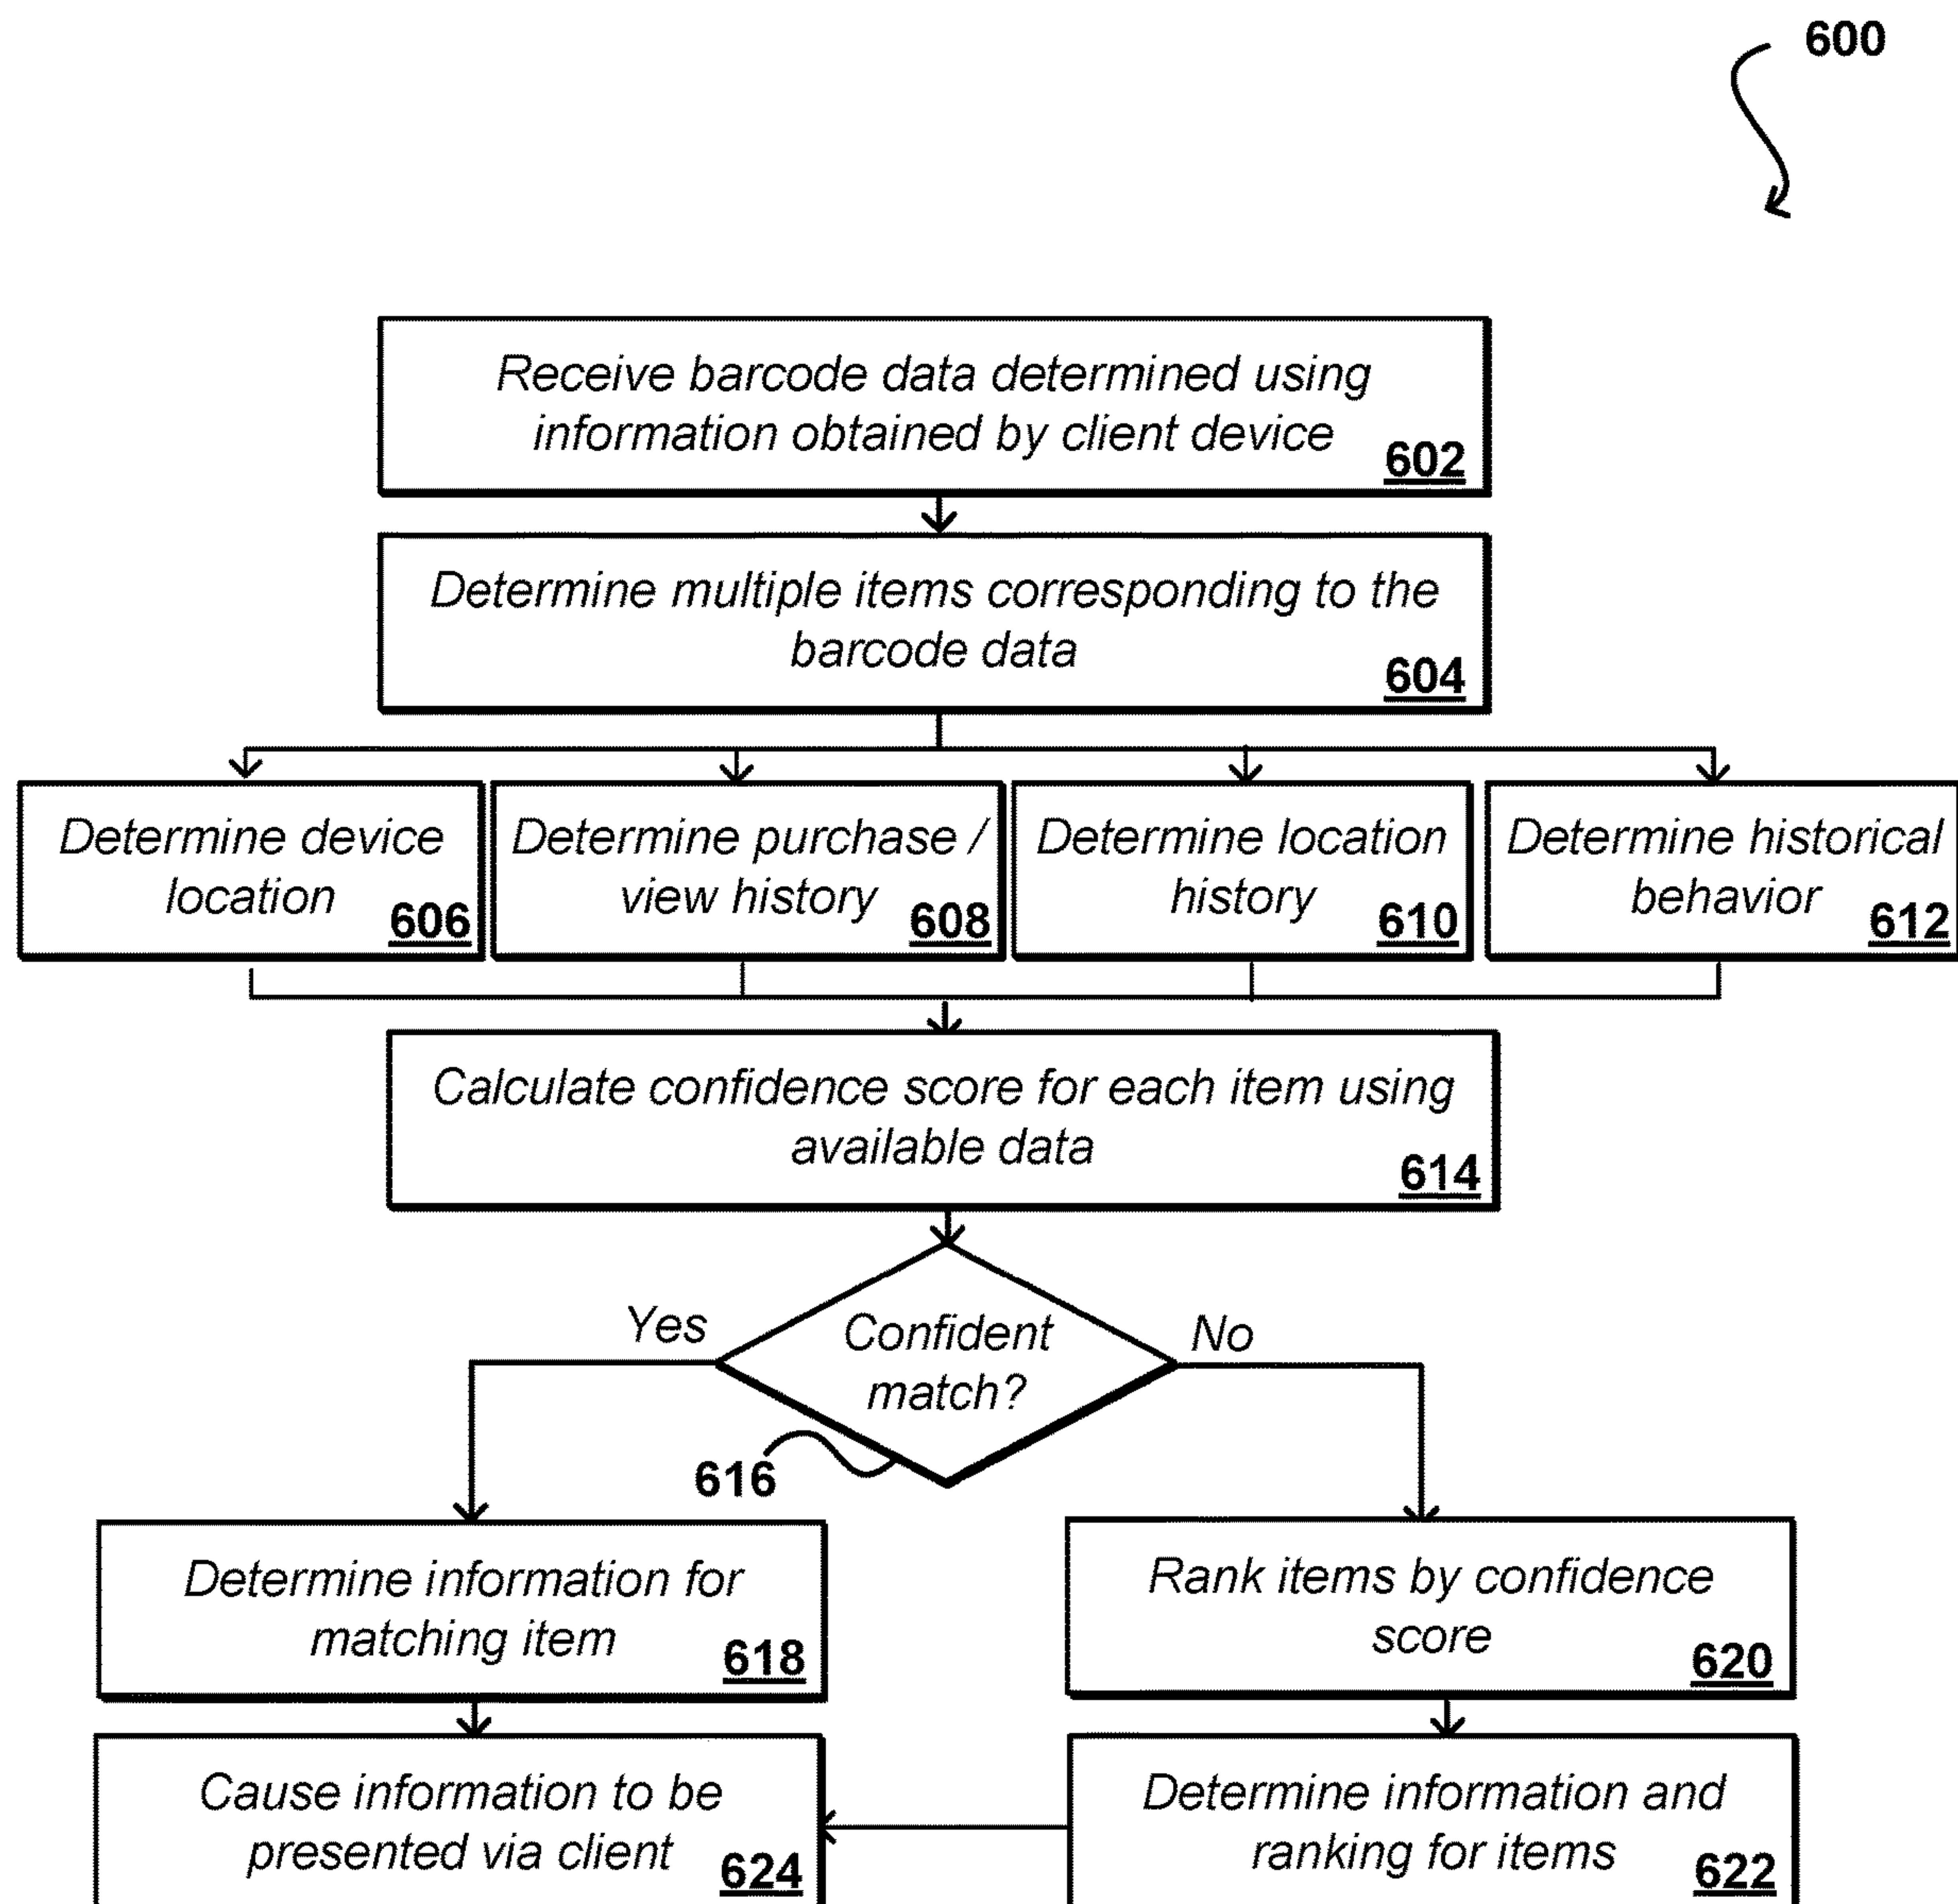 600
Receive barcode data determined using
information obtained by client device
602
Determine multiple items corresponding to the
barcode data
604
Determine device
location
606
Determine purchase /
view history
608
Determine location
history
610
Determine historical
behavior
612
Calculate confidence score for each item using
available data
614
Yes
Confident
match?
No
616
Determine information for
matching item
618
Rank items by confidence
score
620
Cause information to be
presented via client
624
Determine information and
ranking for items
622